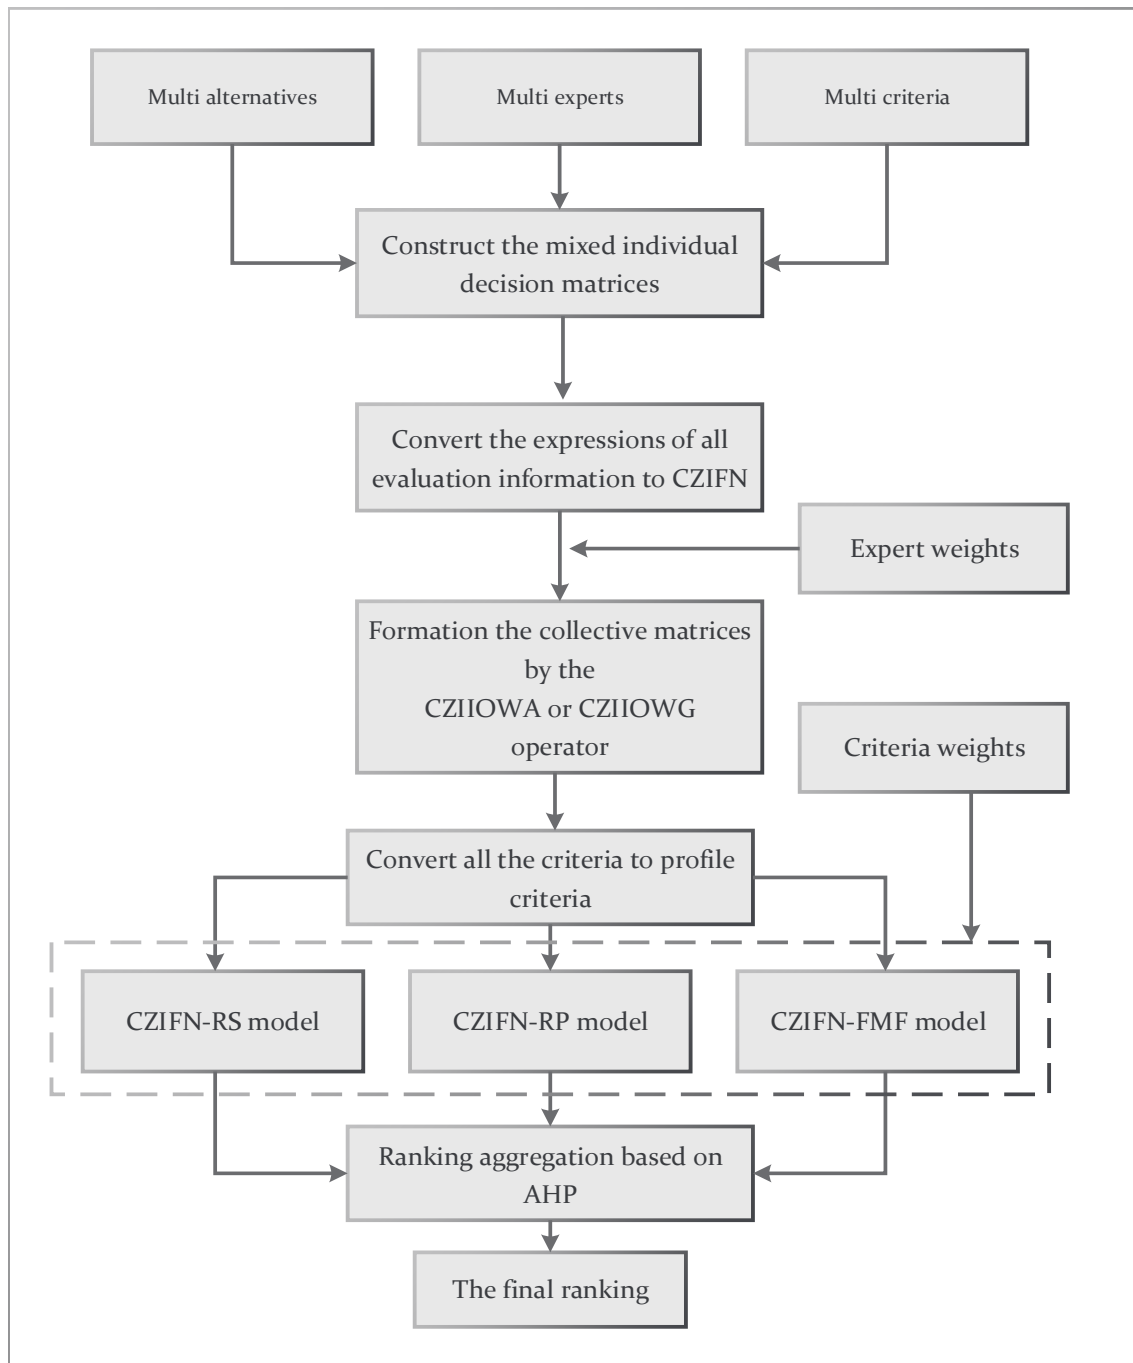 Multi alternatives
Multi experts
Multi criteria
Construct the mixed individual
decision matrices
Convert the expressions of all
evaluation information to CZIFN
Expert weights
Formation the collective matrices
by the
CZIIOWA or CZIIOWG
operator
Criteria weights
Convert all the criteria to profile
criteria
CZIFN-RS model
CZIFN-RP model
CZIFN-FMF model
Ranking aggregation based on
AHP
The final ranking